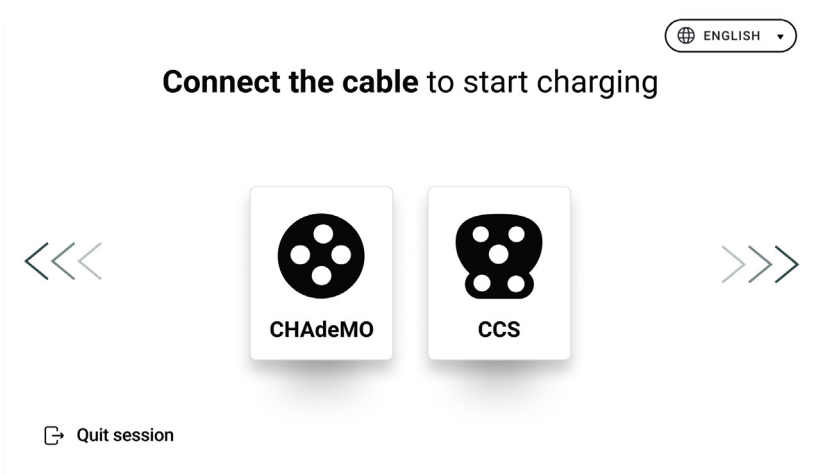 ENGLISH
Connect the cable to start charging
CHAdeMO
CCS
Quit session